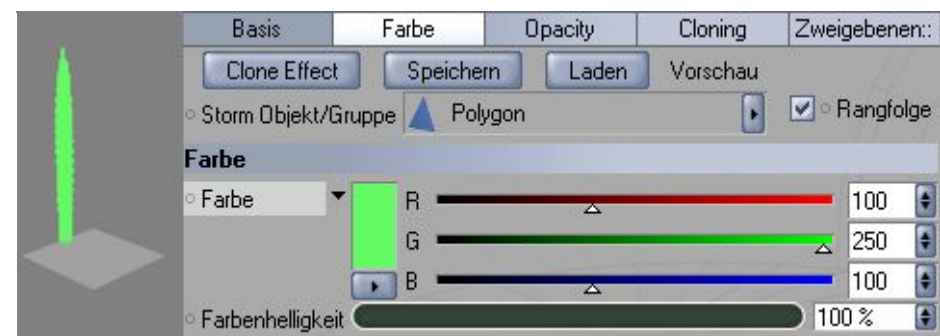 Basis Farbe Opacity Cloning Zweigebenen::
Clone Effect Speichern Laden Vorschau
Storm Objekt/Gruppe Polygon Rangfolge
Farbe
Farbe R 100
G 250
B 100
Farbenhelligkeit 100 %